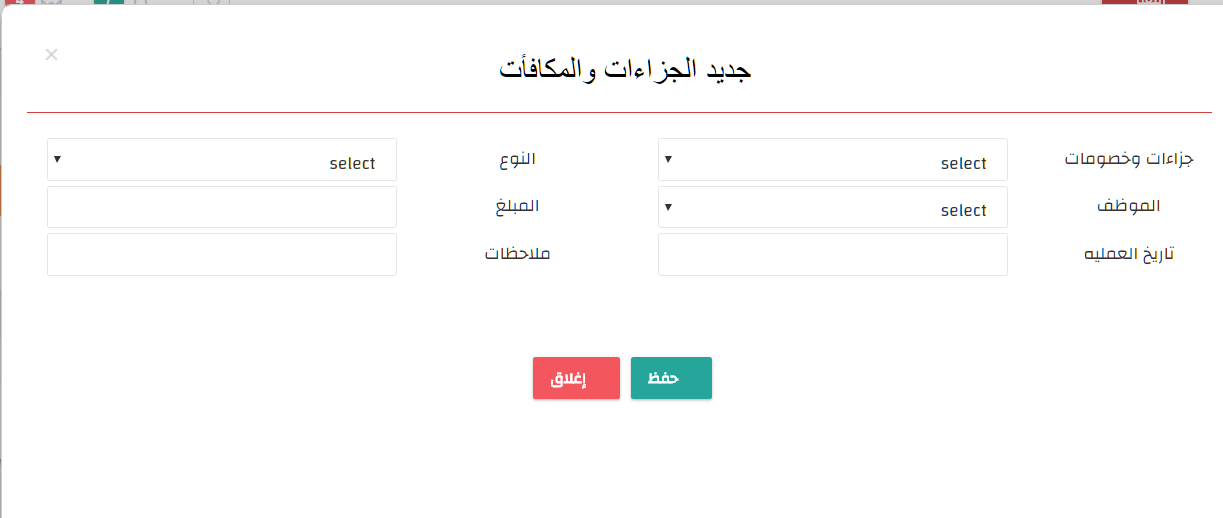 ×
جديد الجزاءات والمكافأت
جزاءات وخصومات select النوع select
الموظف select المبلغ
تاريخ العمليه ملاحظات
حفظ إغلاق